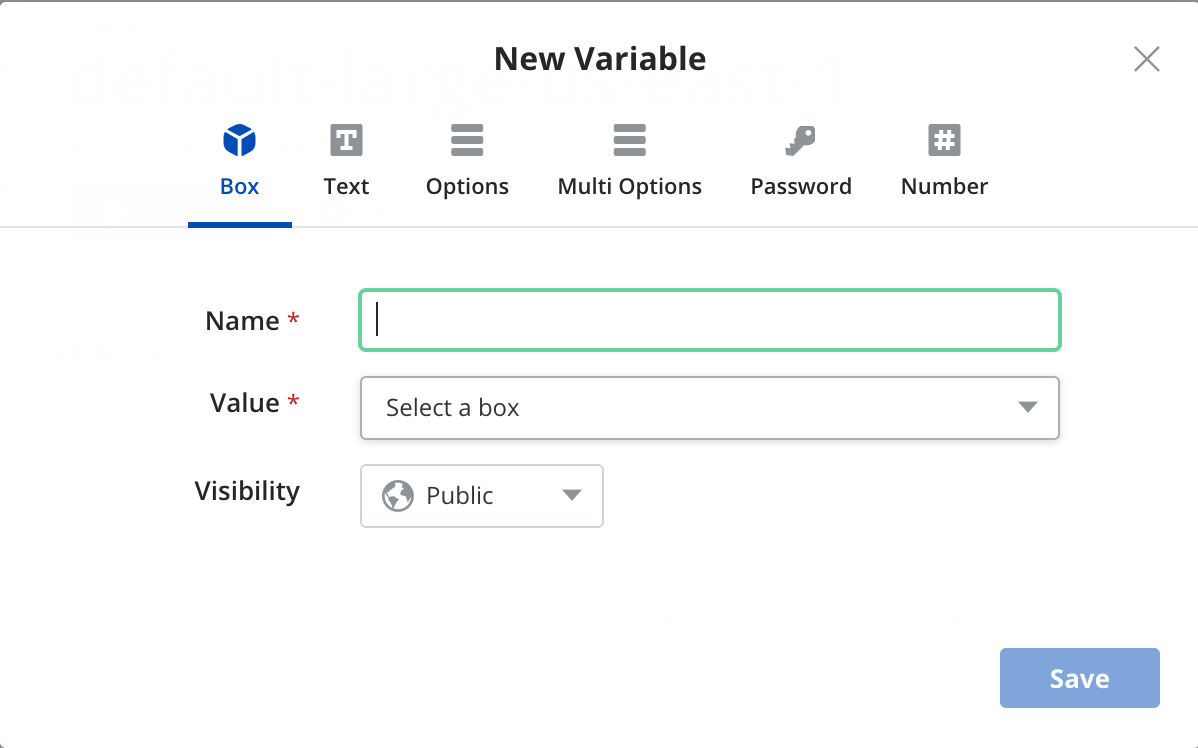 New Variable
Box
Text
Options
Multi Options
Password
Number
Name *
Value *
Select a box
Visibility
Public
Save